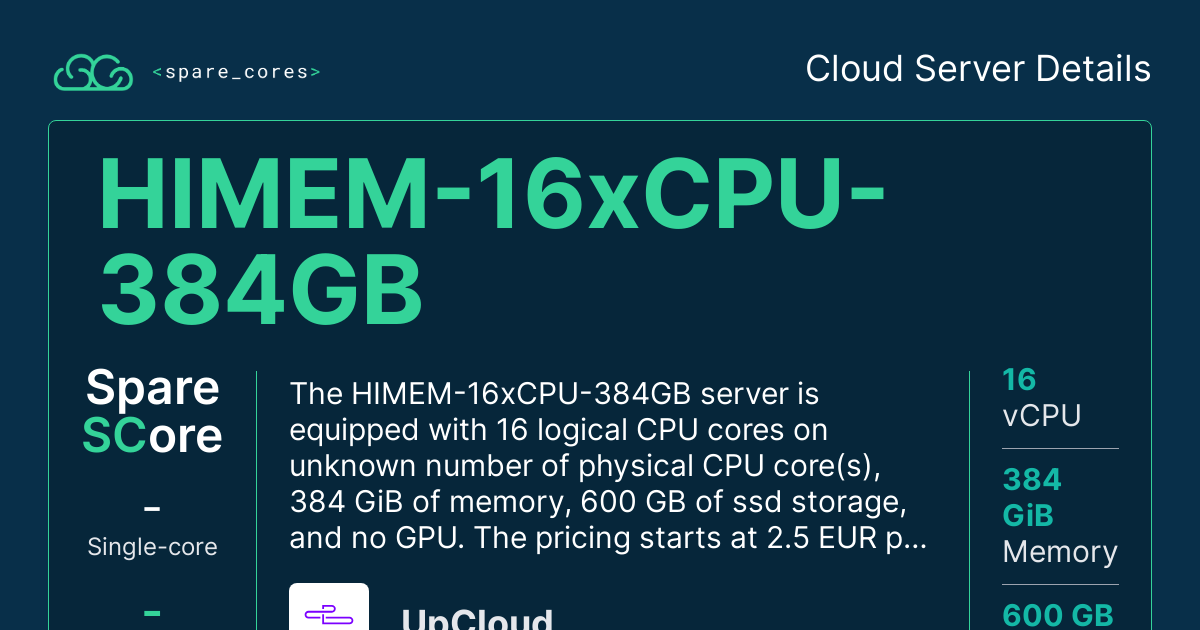 <spare_cores>
Cloud Server Details
HIMEM-16xCPU-
384GB
Spare
SCore
–
Single-core
–
The HIMEM-16xCPU-384GB server is
equipped with 16 logical CPU cores on
unknown number of physical CPU core(s),
384 GiB of memory, 600 GB of ssd storage,
and no GPU. The pricing starts at 2.5 EUR p...
UpCloud
16
vCPU
384
GiB
Memory
600 GB